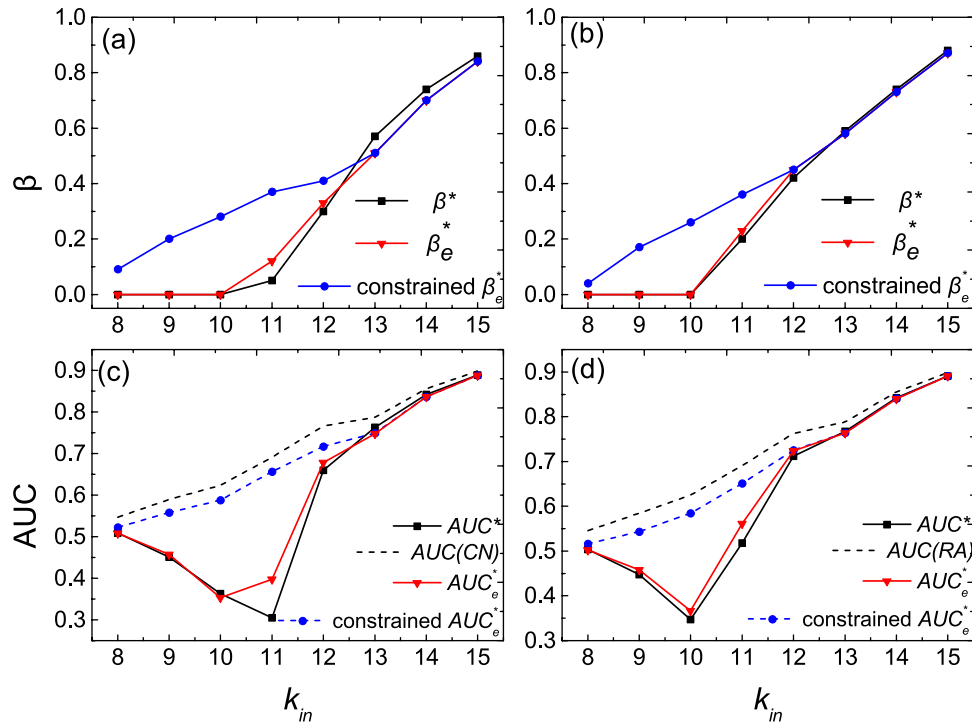 (a)
β
1.0
0.8
0.6
0.4
0.2
0.0
β*
β*e
constrained β*e
8 9 10 11 12 13 14 15
(b)
1.0
0.8
0.6
0.4
0.2
0.0
β*
β*e
constrained β*e
8 9 10 11 12 13 14 15
(c)
AUC
0.9
0.8
0.7
0.6
0.5
0.4
0.3
AUC*
AUC(CN)
AUC*e
constrained AUC*e
8 9 10 11 12 13 14 15
kin
(d)
0.9
0.8
0.7
0.6
0.5
0.4
0.3
AUC*
AUC(RA)
AUC*e
constrained AUC*e
8 9 10 11 12 13 14 15
kin